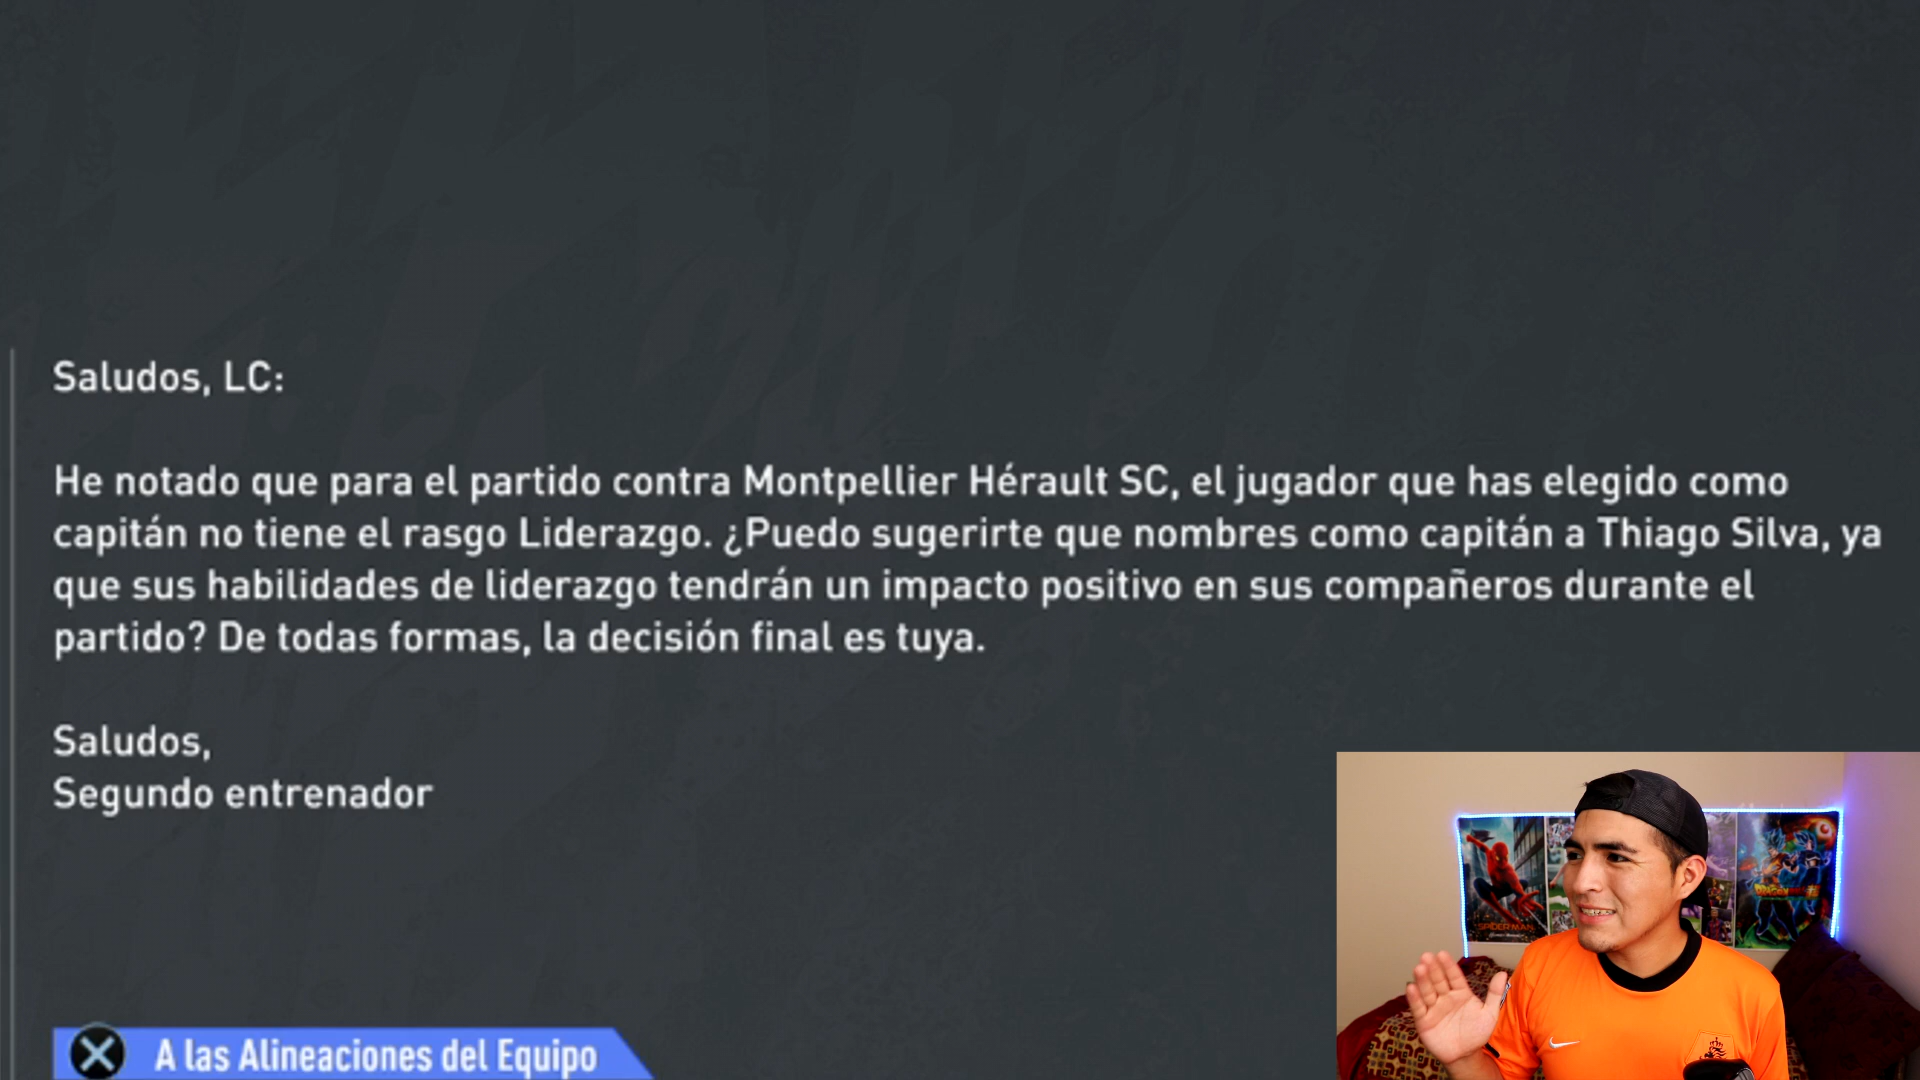 Saludos, LC:
He notado que para el partido contra Montpellier Hérault SC, el jugador que has elegido como
capitán no tiene el rasgo Liderazgo. ¿Puedo sugerirte que nombres como capitán a Thiago Silva, ya
que sus habilidades de liderazgo tendrán un impacto positivo en sus compañeros durante el
partido? De todas formas, la decisión final es tuya.
Saludos,
Segundo entrenador
SPIDER-MAN
DRAGON
A las Alineaciones del Equipo